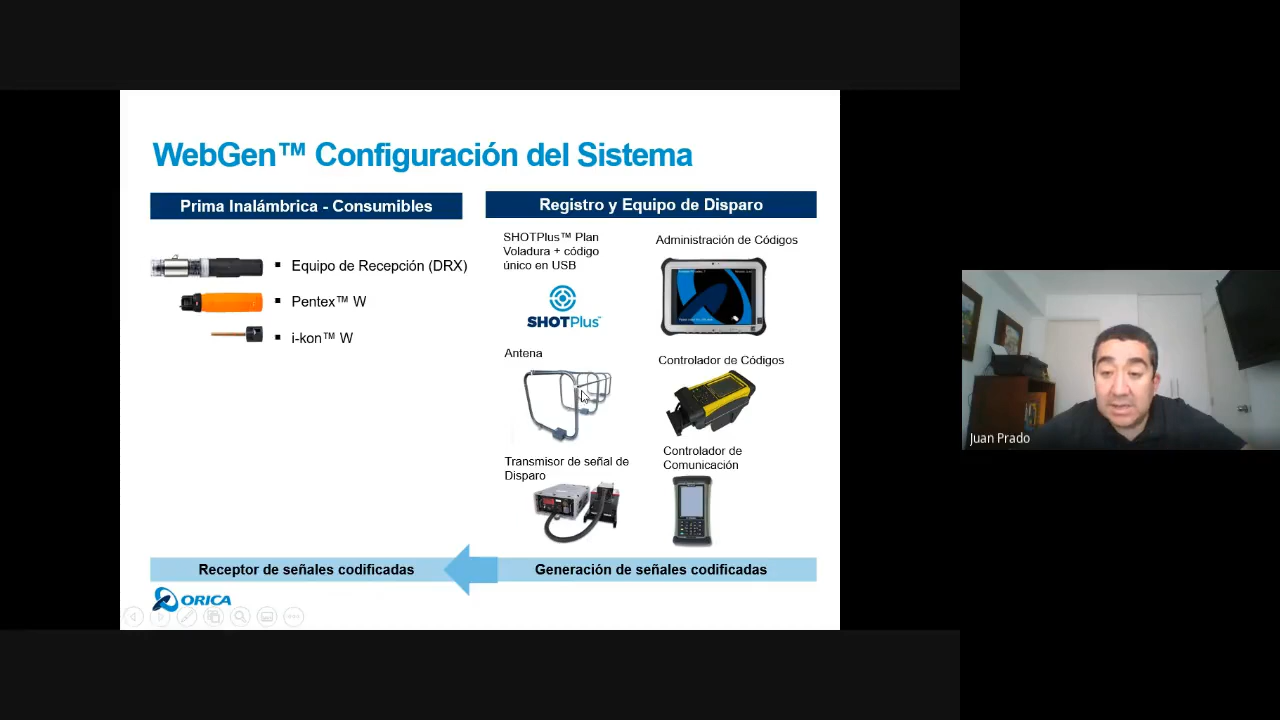 WebGen™ Configuración del Sistema
Prima Inalámbrica - Consumibles
▪ Equipo de Recepción (DRX)
▪ Pentex™ W
▪ i-kon™ W
Registro y Equipo de Disparo
SHOTPlus™ Plan
Voladura + código
único en USB
SHOTPlus™
Administración de Códigos
Antena
Controlador de Códigos
Transmisor de señal de
Disparo
Controlador de
Comunicación
Receptor de señales codificadas
Generación de señales codificadas
ORICA
Juan Prado